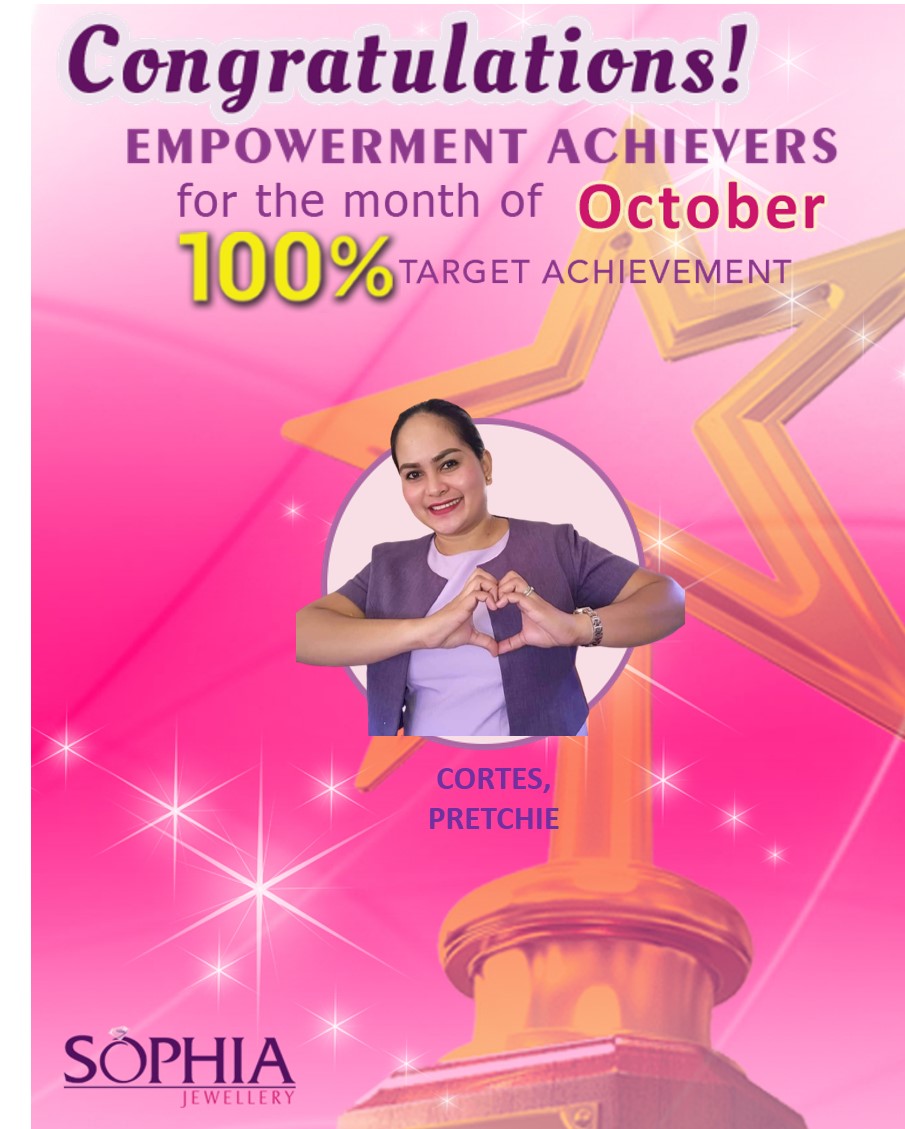 Congratulations!
EMPOWERMENT ACHIEVERS
for the month of October
100% TARGET ACHIEVEMENT
CORTES,
PRETCHIE
SOPHIA
JEWELLERY